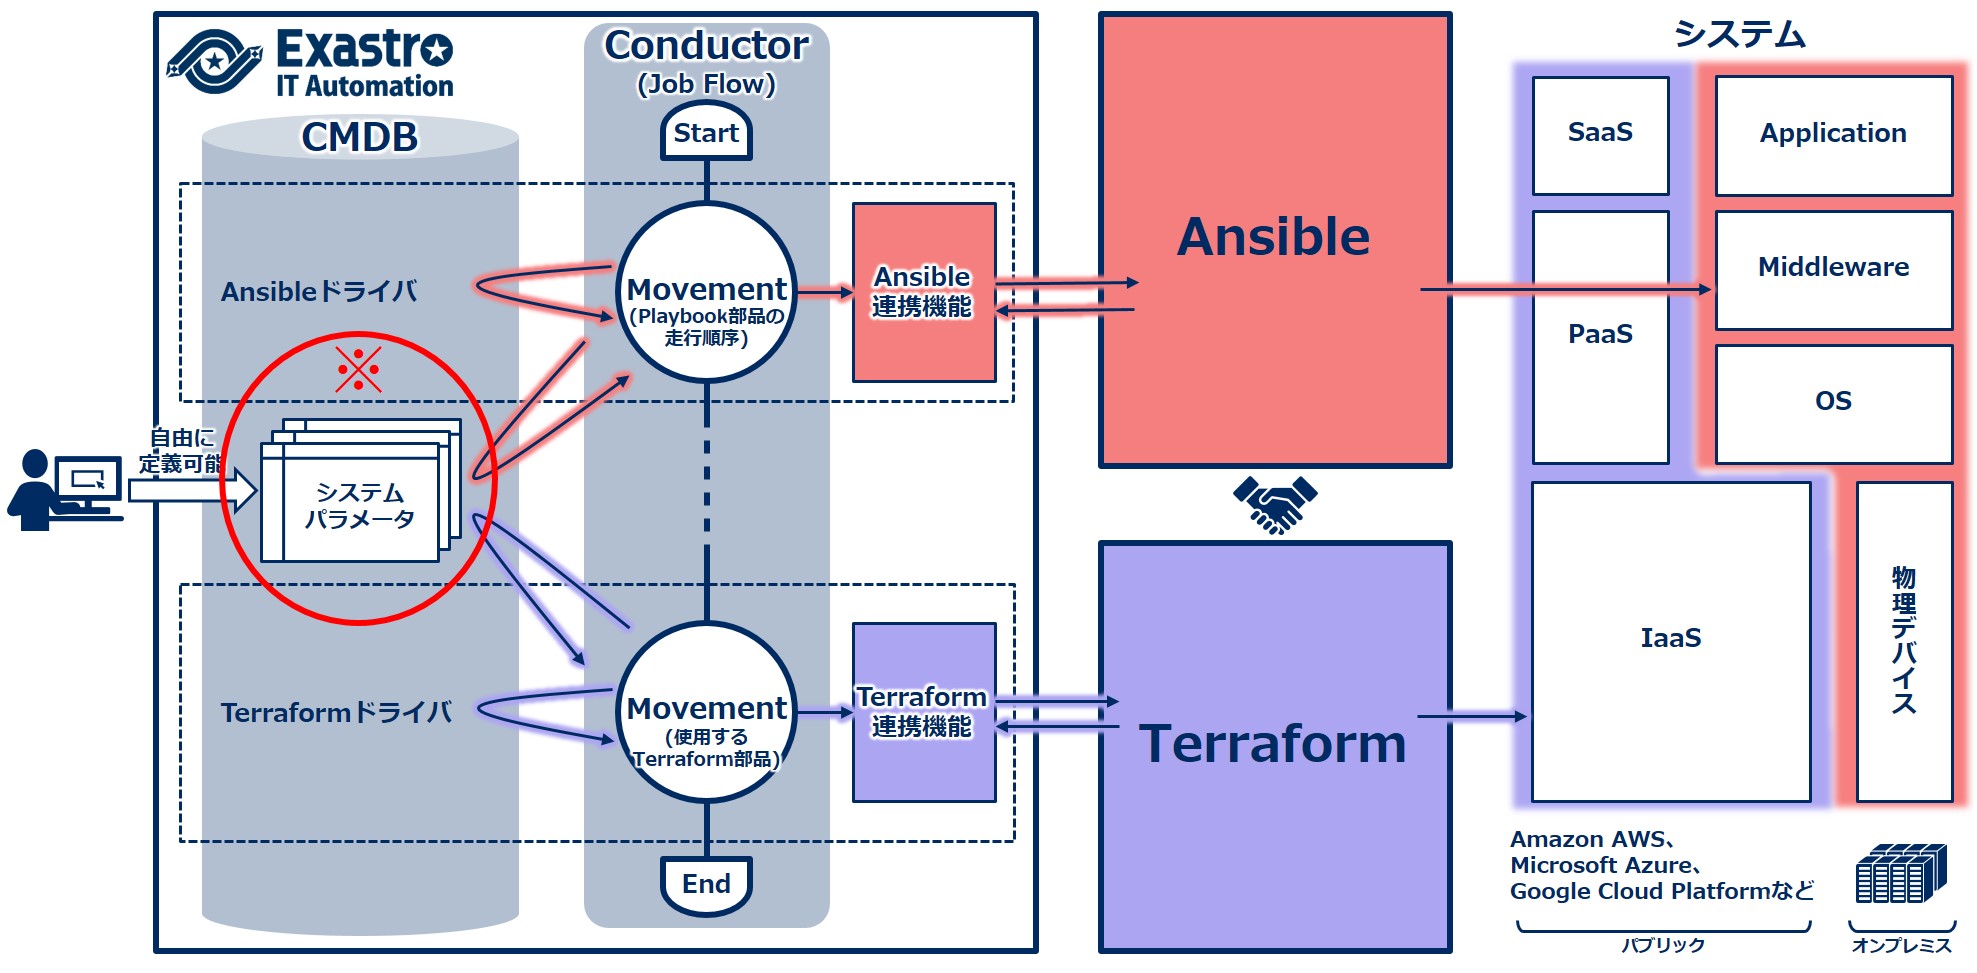 Exastro
IT Automation
CMDB
Conductor
(Job Flow)
Start
Ansibleドライバ
Movement
(Playbook部品の
走行順序)
Ansible
連携機能
※
自由に
定義可能
システム
パラメータ
Terraformドライバ
Movement
(使用する
Terraform部品)
Terraform
連携機能
End
Ansible
Terraform
システム
SaaS
Application
PaaS
Middleware
OS
IaaS
物理デバイス
Amazon AWS、
Microsoft Azure、
Google Cloud Platformなど
パブリック
オンプレミス